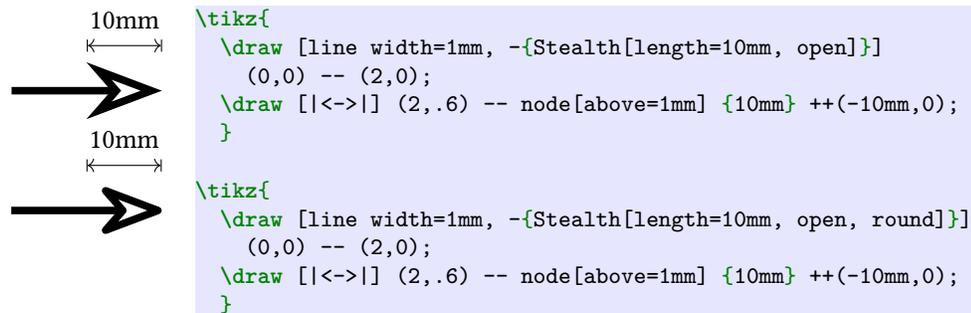 10mm
\tikz{
\draw [line width=1mm, -{Stealth[length=10mm, open]}]
(0,0) -- (2,0);
\draw [|<->|] (2,.6) -- node[above=1mm] {10mm} ++(-10mm,0);
}
10mm
\tikz{
\draw [line width=1mm, -{Stealth[length=10mm, open, round]}]
(0,0) -- (2,0);
\draw [|<->|] (2,.6) -- node[above=1mm] {10mm} ++(-10mm,0);
}